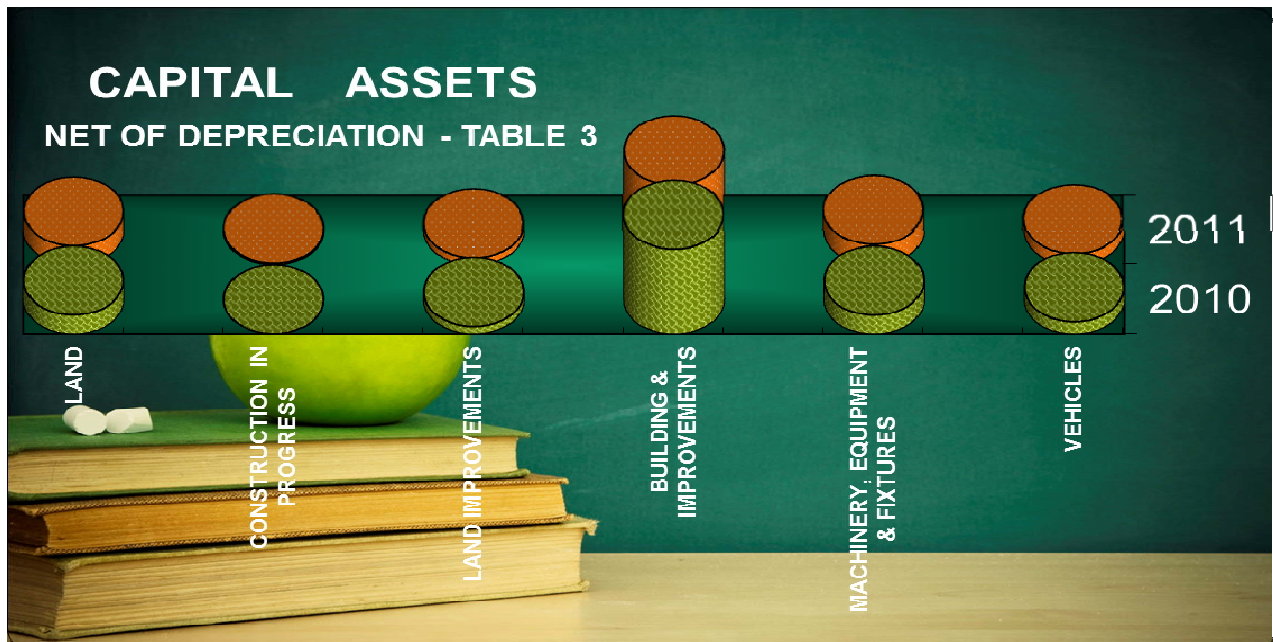 CAPITAL ASSETS
NET OF DEPRECIATION - TABLE 3
2011
2010
LAND
CONSTRUCTION IN
PROGRESS
LAND IMPROVEMENTS
BUILDING &
IMPROVEMENTS
MACHINERY, EQUIPMENT
& FIXTURES
VEHICLES